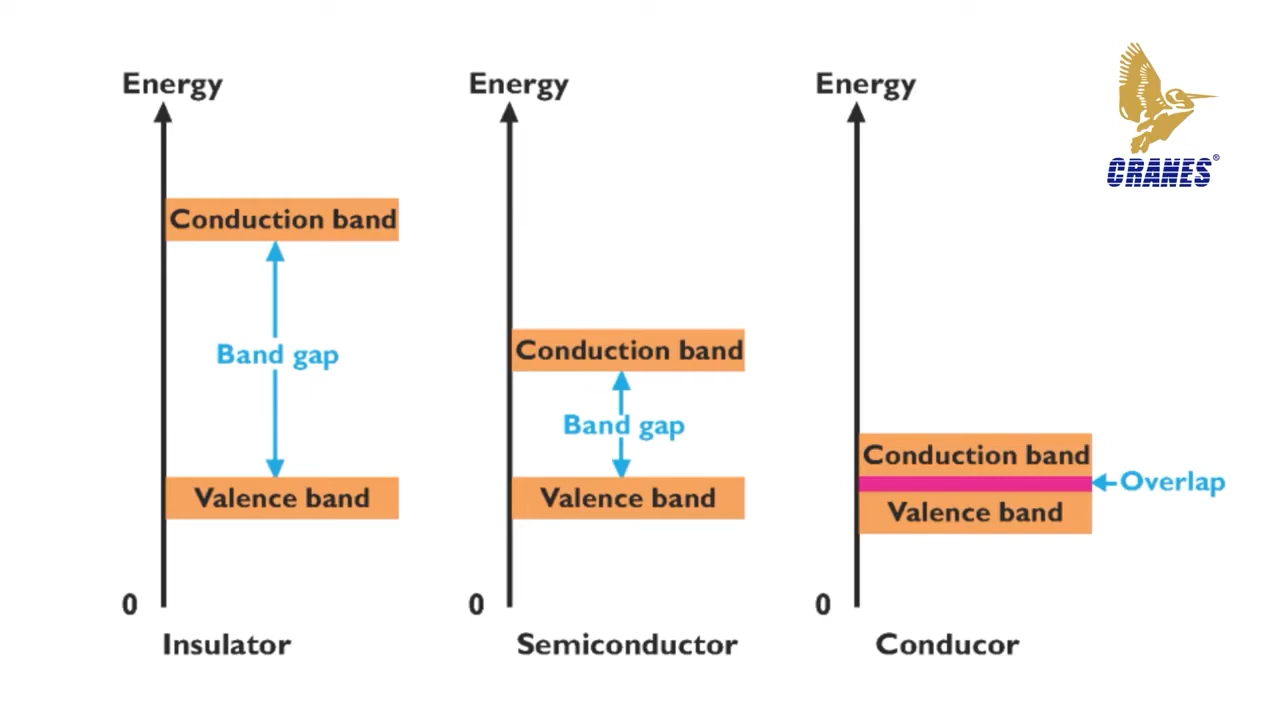 Energy
Conduction band
Band gap
Valence band
0
Insulator
Energy
Conduction band
Band gap
Valence band
0
Semiconductor
Energy
Conduction band
Overlap
Valence band
0
Conducor
CRANES®